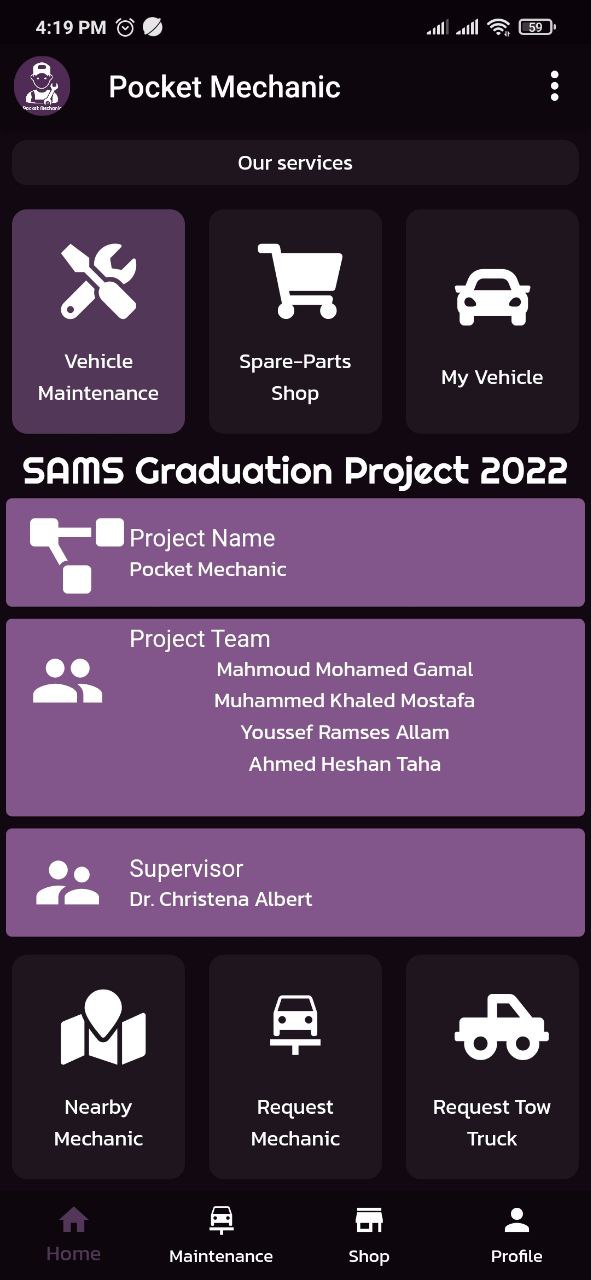 4:19 PM
59
Pocket Mechanic
Pocket Mechanic
Our services
Vehicle
Maintenance
Spare-Parts
Shop
My Vehicle
SAMS Graduation Project 2022
Project Name
Pocket Mechanic
Project Team
Mahmoud Mohamed Gamal
Muhammed Khaled Mostafa
Youssef Ramses Allam
Ahmed Heshan Taha
Supervisor
Dr. Christena Albert
Nearby
Mechanic
Request
Mechanic
Request Tow
Truck
Home
Maintenance
Shop
Profile